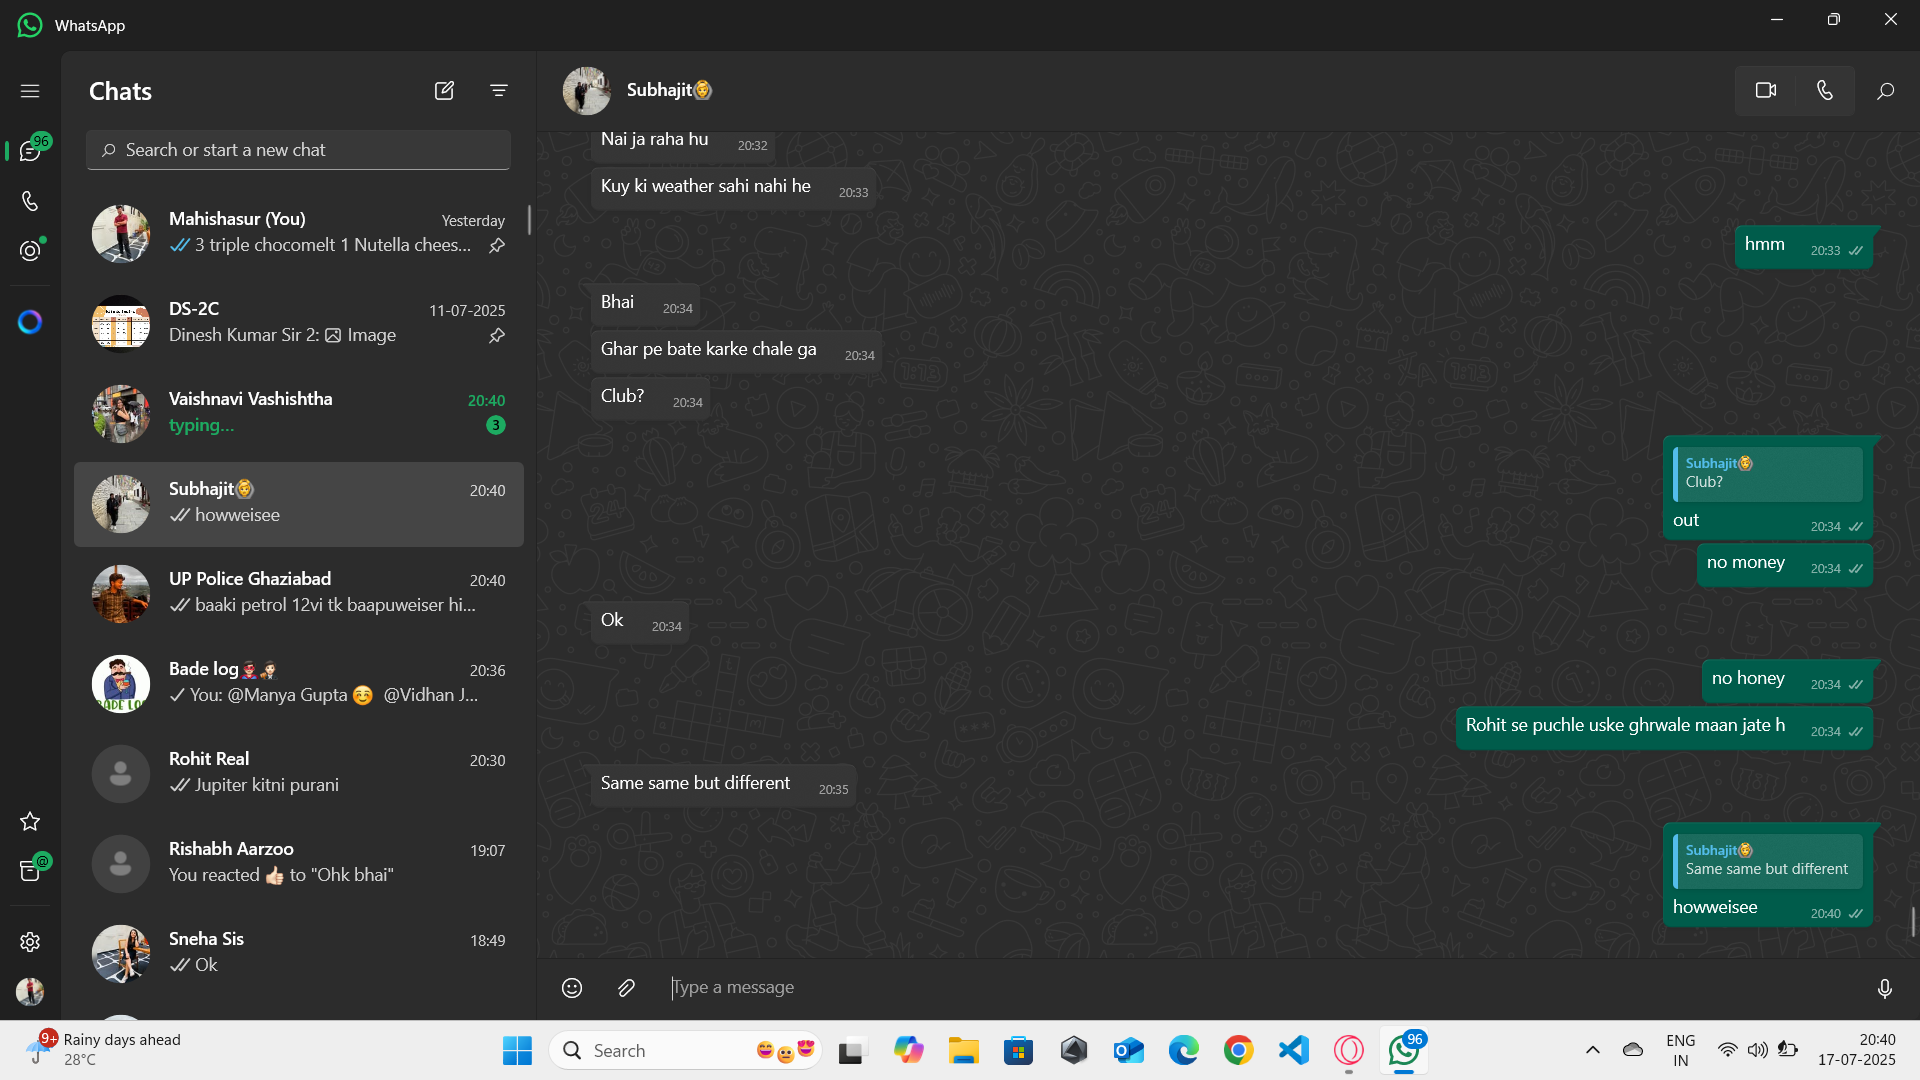 WhatsApp
96
Chats
Search or start a new chat
Mahishasur (You)
Yesterday
3 triple chocomelt 1 Nutella chees...
DS-2C
11-07-2025
Dinesh Kumar Sir 2: Image
Vaishnavi Vashishtha
20:40
typing...
3
Subhajit
20:40
howweisee
UP Police Ghaziabad
20:40
baaki petrol 12vi tk baapuweiser hi...
Bade log
20:36
You: @Manya Gupta ☺️ @Vidhan J...
Rohit Real
20:30
Jupiter kitni purani
Rishabh Aarzoo
19:07
You reacted 👍🏻 to "Ohk bhai"
Sneha Sis
18:49
Ok
@
Subhajit
Nai ja raha hu
20:32
Kuy ki weather sahi nahi he
20:33
hmm
20:33
Bhai
20:34
Ghar pe bate karke chale ga
20:34
Club?
20:34
Subhajit
Club?
out
20:34
no money
20:34
Ok
20:34
no honey
20:34
Rohit se puchle uske ghrwale maan jate h
20:34
Same same but different
20:35
Subhajit
Same same but different
howweisee
20:40
Type a message
9+
Rainy days ahead
28°C
Search
96
ENG
IN
20:40
17-07-2025